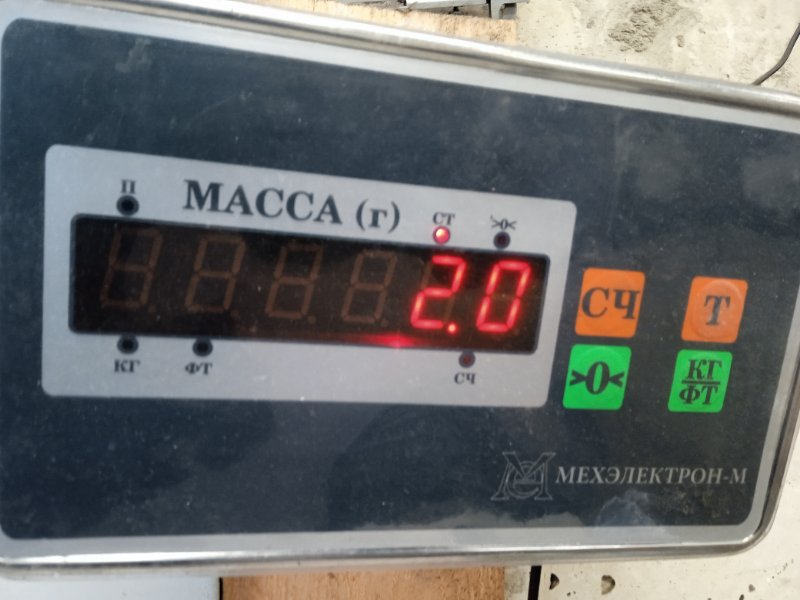 П
МАССА (г)
СТ
>0<
2.0
КГ
ФТ
СЧ
СЧ
Т
>0<
КГ
ФТ
МЕХЭЛЕКТРОН-М